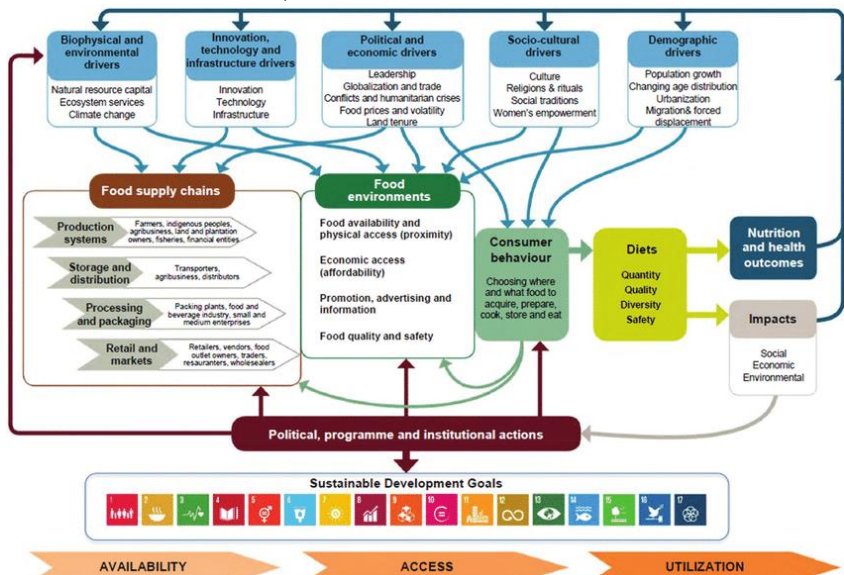 Biophysical and
environmental
drivers
Natural resource capital
Ecosystem services
Climate change
Innovation,
technology and
infrastructure drivers
Innovation
Technology
Infrastructure
Political and
economic drivers
Leadership
Globalization and trade
Conflicts and humanitarian crises
Food prices and volatility
Land tenure
Socio-cultural
drivers
Culture
Religions & rituals
Social traditions
Women's empowerment
Demographic
drivers
Population growth
Changing age distribution
Urbanization
Migration& forced
displacement
Food supply chains
Production
systems
Farmers, indigenous peoples,
agribusiness, land and plantation
owners, fisheries, financial entities
Storage and
distribution
Transporters,
agribusiness, distributors
Processing
and packaging
Packing plants, food and
beverage industry, small and
medium enterprises
Retail and
markets
Retailers, vendors, food
outlet owners, traders,
resauranters, wholesealers
Food
environments
Food availability and
physical access (proximity)
Economic access
(affordability)
Promotion, advertising and
information
Food quality and safety
Consumer
behaviour
Choosing where
and what food to
acquire, prepare,
cook, store and eat
Diets
Quantity
Quality
Diversity
Safety
Nutrition
and health
outcomes
Impacts
Social
Economic
Environmental
Political, programme and institutional actions
Sustainable Development Goals
1 2 3 4 5 6 7 8 9 10 11 12 13 14 15 16 17
AVAILABILITY
ACCESS
UTILIZATION